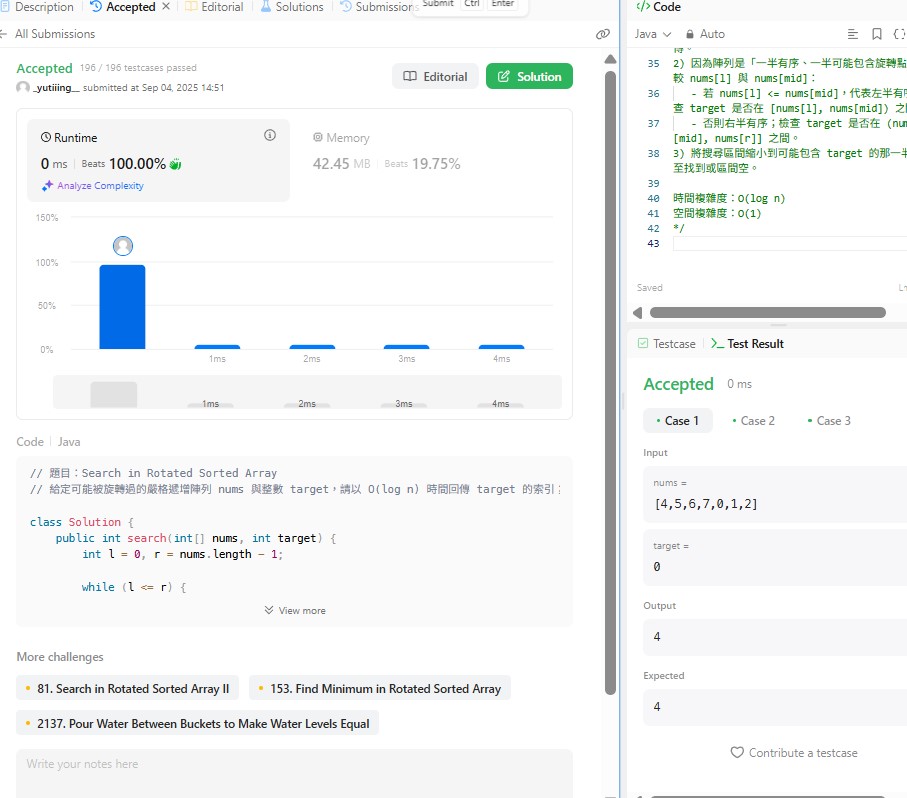 Description
Accepted
Editorial
Solutions
Submissions
Submit Ctrl Enter
All Submissions
Accepted 196 / 196 testcases passed
_yutiiing__ submitted at Sep 04, 2025 14:51
Editorial
Solution
Runtime
0 ms Beats 100.00%
Analyze Complexity
Memory
42.45 MB Beats 19.75%
150%
100%
50%
0%
1ms 2ms 3ms 4ms
1ms 2ms 3ms 4ms
Code Java
// 題目:Search in Rotated Sorted Array
// 給定可能被旋轉過的嚴格遞增陣列 nums 與整數 target,請以 O(log n) 時間回傳 target 的索引;
class Solution {
public int search(int[] nums, int target) {
int l = 0, r = nums.length - 1;
while (l <= r) {
View more
More challenges
81. Search in Rotated Sorted Array II
153. Find Minimum in Rotated Sorted Array
2137. Pour Water Between Buckets to Make Water Levels Equal
Write your notes here
Code
Java Auto
35 2) 因為陣列是「一半有序、一半可能包含旋轉點
較 nums[l] 與 nums[mid]:
36 - 若 nums[l] <= nums[mid],代表左半有序
查 target 是否在 [nums[l], nums[mid]) 之間
37 - 否則右半有序;檢查 target 是否在 (num
[mid], nums[r]] 之間。
38 3) 將搜尋區間縮小到可能包含 target 的那一半
至找到或區間空。
39
40 時間複雜度:O(log n)
41 空間複雜度:O(1)
42 */
43
Saved
Testcase
Test Result
Accepted 0 ms
Case 1 Case 2 Case 3
Input
nums =
[4,5,6,7,0,1,2]
target =
0
Output
4
Expected
4
Contribute a testcase